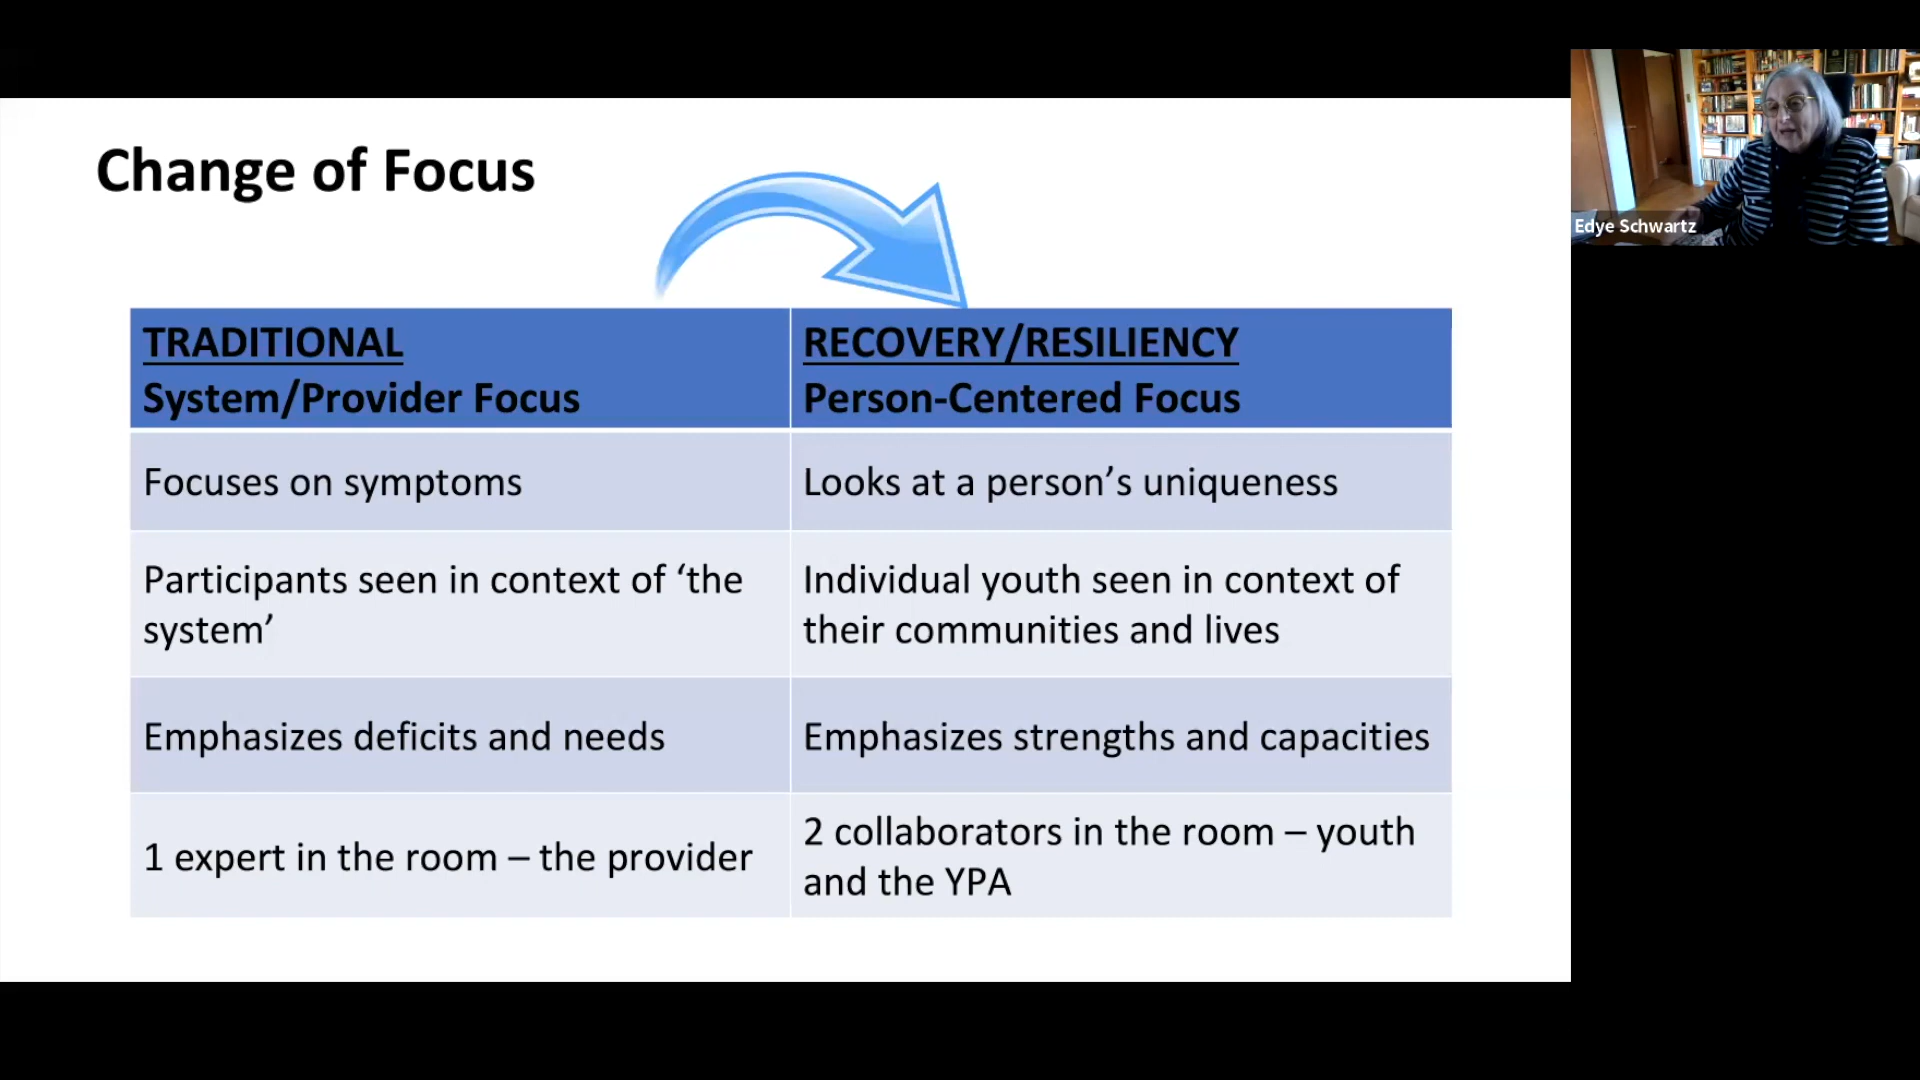 Change of Focus
TRADITIONAL
System/Provider Focus
RECOVERY/RESILIENCY
Person-Centered Focus
Focuses on symptoms
Looks at a person’s uniqueness
Participants seen in context of ‘the
system’
Individual youth seen in context of
their communities and lives
Emphasizes deficits and needs
Emphasizes strengths and capacities
1 expert in the room – the provider
2 collaborators in the room – youth
and the YPA
Edye Schwartz